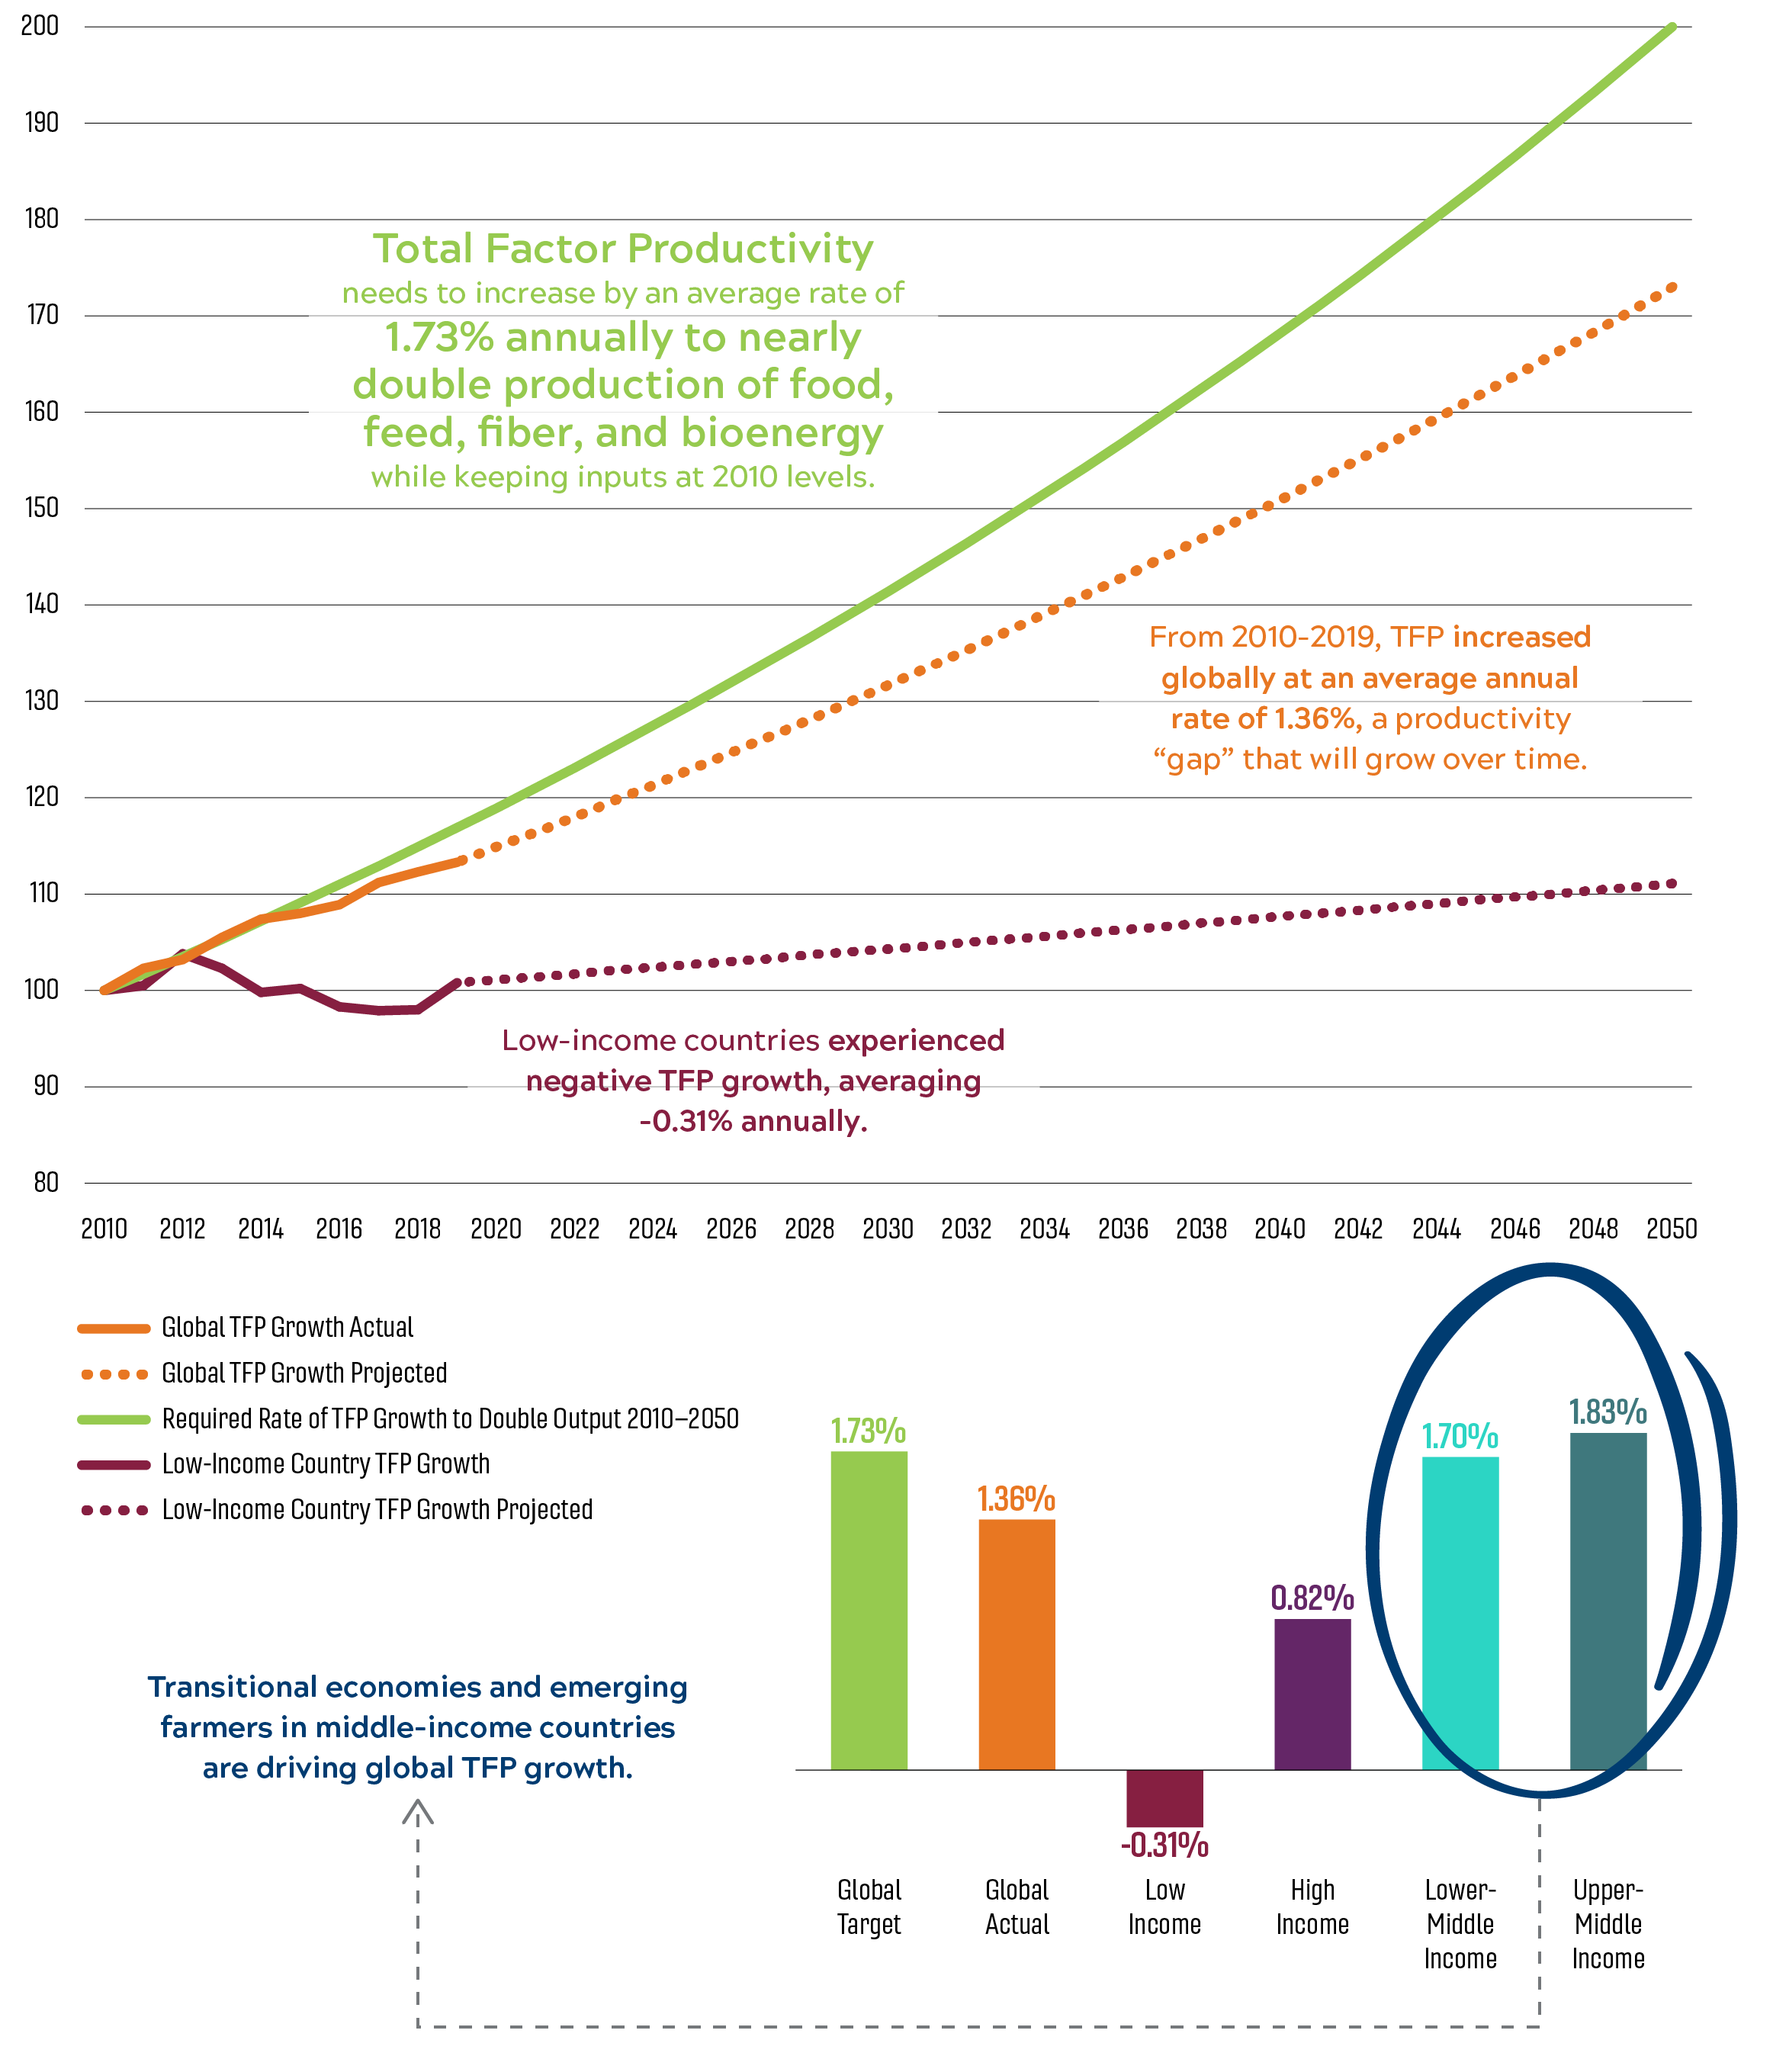 200
190
180
Total Factor Productivity
needs to increase by an average rate of
170
1.73% annually to nearly
double production of food,
160
feed, fiber, and bioenergy
while keeping inputs at 2010 levels.
150
140
From 2010-2019, TFP increased
globally at an average annual
130
rate of 1.36%, a productivity
“gap” that will grow over time.
120
110
100
Low-income countries experienced
negative TFP growth, averaging
90
-0.31% annually.
80
2010 2012 2014 2016 2018 2020 2022 2024 2026 2028 2030 2032 2034 2036 2038 2040 2042 2044 2046 2048 2050
Global TFP Growth Actual
Global TFP Growth Projected
Required Rate of TFP Growth to Double Output 2010–2050
Low-Income Country TFP Growth
Low-Income Country TFP Growth Projected
1.73%
1.36%
-0.31%
0.82%
1.70%
1.83%
Transitional economies and emerging
farmers in middle-income countries
are driving global TFP growth.
Global
Target
Global
Actual
Low
Income
High
Income
Lower-
Middle
Income
Upper-
Middle
Income